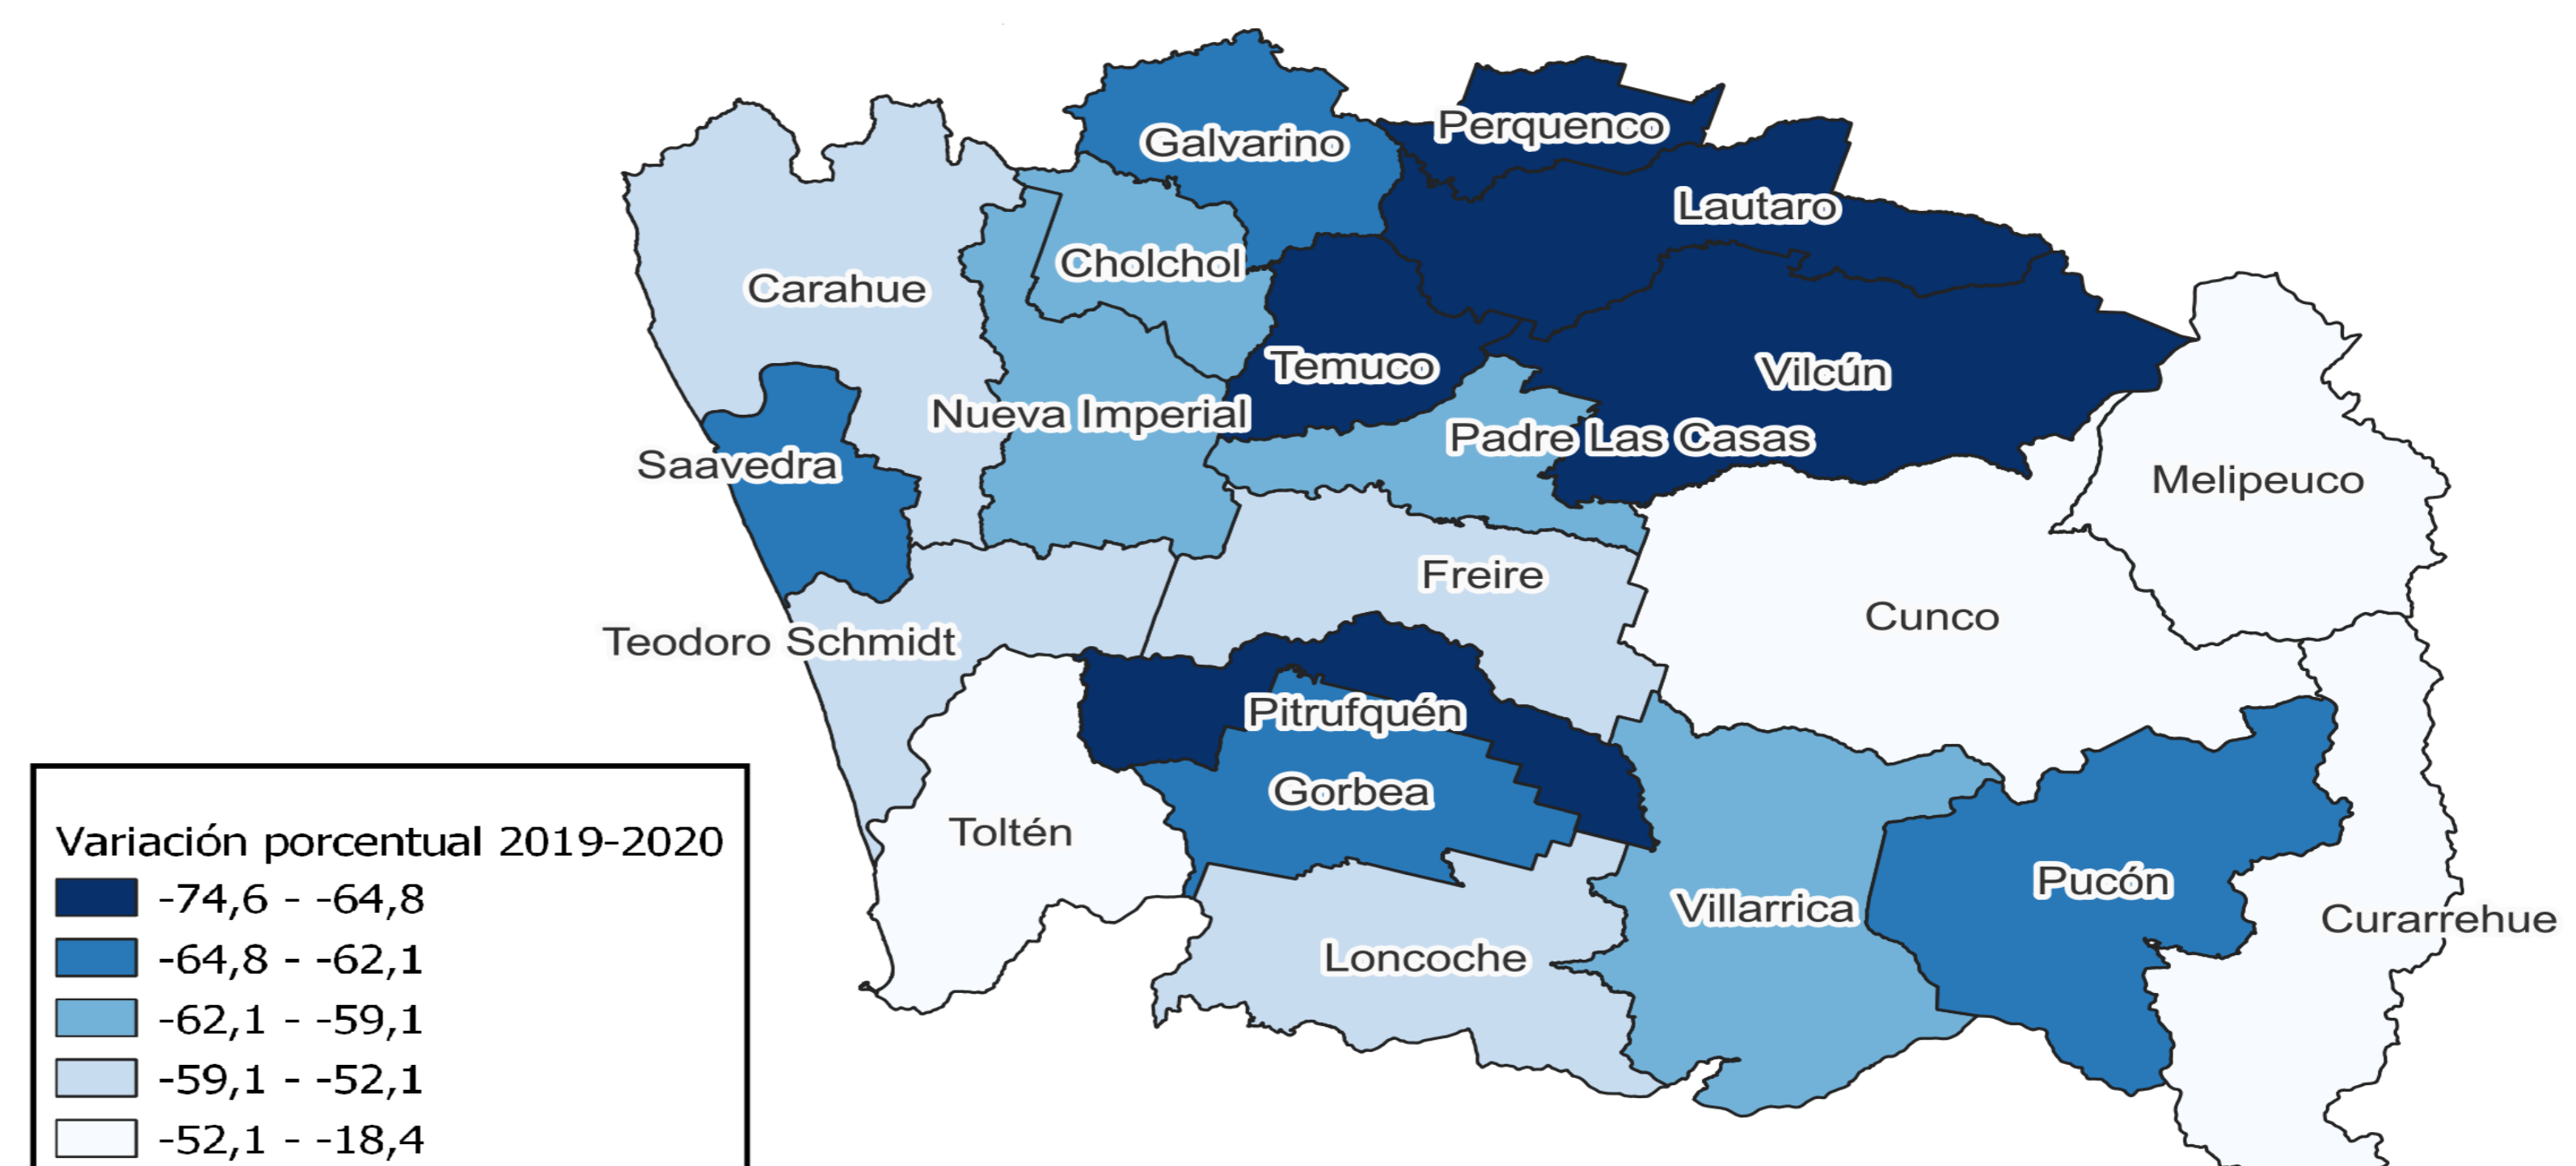 Perquenco
Galvarino
Lautaro
Cholchol
Carahue
Temuco
Vilcún
Nueva Imperial
Padre Las Casas
Saavedra
Melipeuco
Freire
Cunco
Teodoro Schmidt
Pitrufquén
Gorbea
Toltén
Pucón
Villarrica
Curarrehue
Loncoche
Variación porcentual 2019-2020
-74,6 - -64,8
-64,8 - -62,1
-62,1 - -59,1
-59,1 - -52,1
-52,1 - -18,4